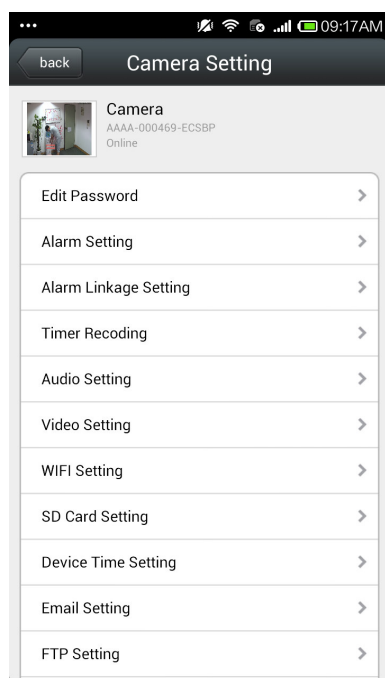 09:17AM
back Camera Setting
Camera
AAAA-000469-ECSBP
Online
Edit Password
Alarm Setting
Alarm Linkage Setting
Timer Recoding
Audio Setting
Video Setting
WIFI Setting
SD Card Setting
Device Time Setting
Email Setting
FTP Setting